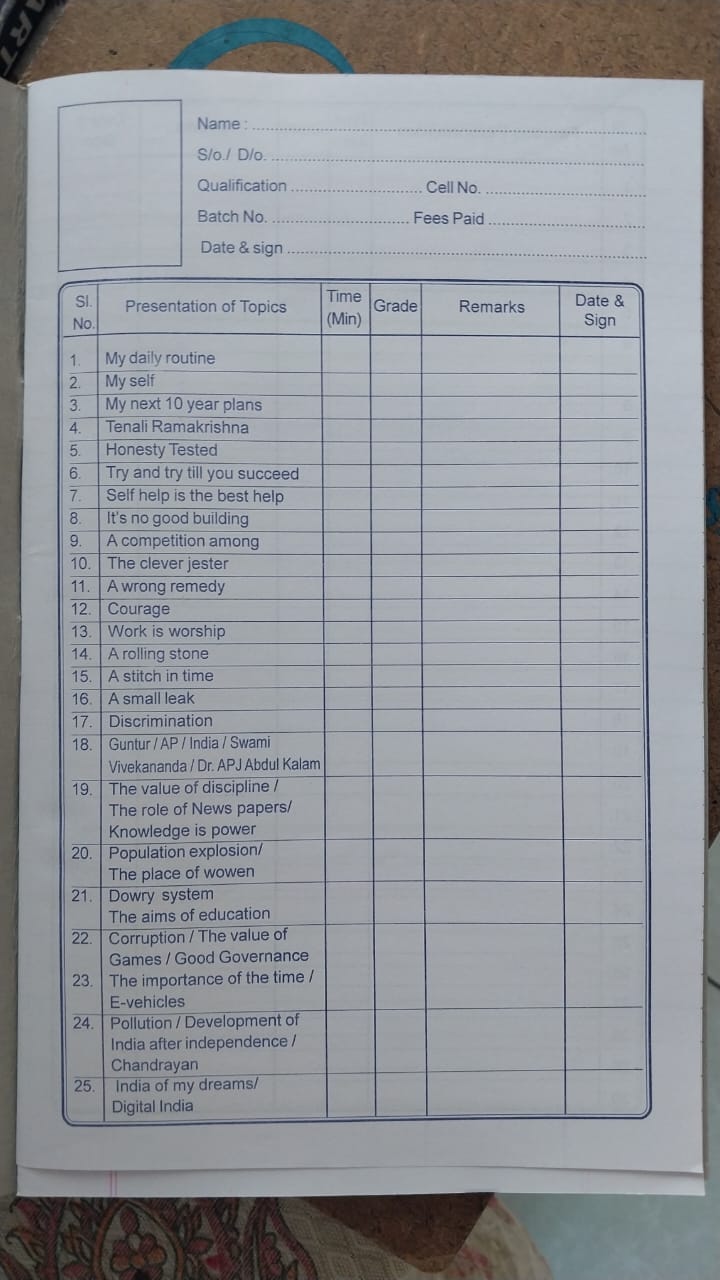 ART
Name : ..........
S/o./ D/o. ..........
Qualification .......... Cell No. ..........
Batch No. .......... Fees Paid ..........
Date & sign ..........
Sl. No. Presentation of Topics Time (Min) Grade Remarks Date & Sign
1. My daily routine
2. My self
3. My next 10 year plans
4. Tenali Ramakrishna
5. Honesty Tested
6. Try and try till you succeed
7. Self help is the best help
8. It's no good building
9. A competition among
10. The clever jester
11. A wrong remedy
12. Courage
13. Work is worship
14. A rolling stone
15. A stitch in time
16. A small leak
17. Discrimination
18. Guntur / AP / India / Swami
Vivekananda / Dr. APJ Abdul Kalam
19. The value of discipline /
The role of News papers/
Knowledge is power
20. Population explosion/
The place of wowen
21. Dowry system
The aims of education
22. Corruption / The value of
Games / Good Governance
23. The importance of the time /
E-vehicles
24. Pollution / Development of
India after independence /
Chandrayan
25. India of my dreams/
Digital India